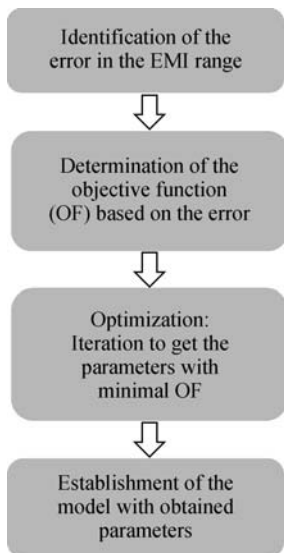 Identification of the
error in the EMI range
Determination of the
objective function
(OF) based on the error
Optimization:
Iteration to get the
parameters with
minimal OF
Establishment of the
model with obtained
parameters